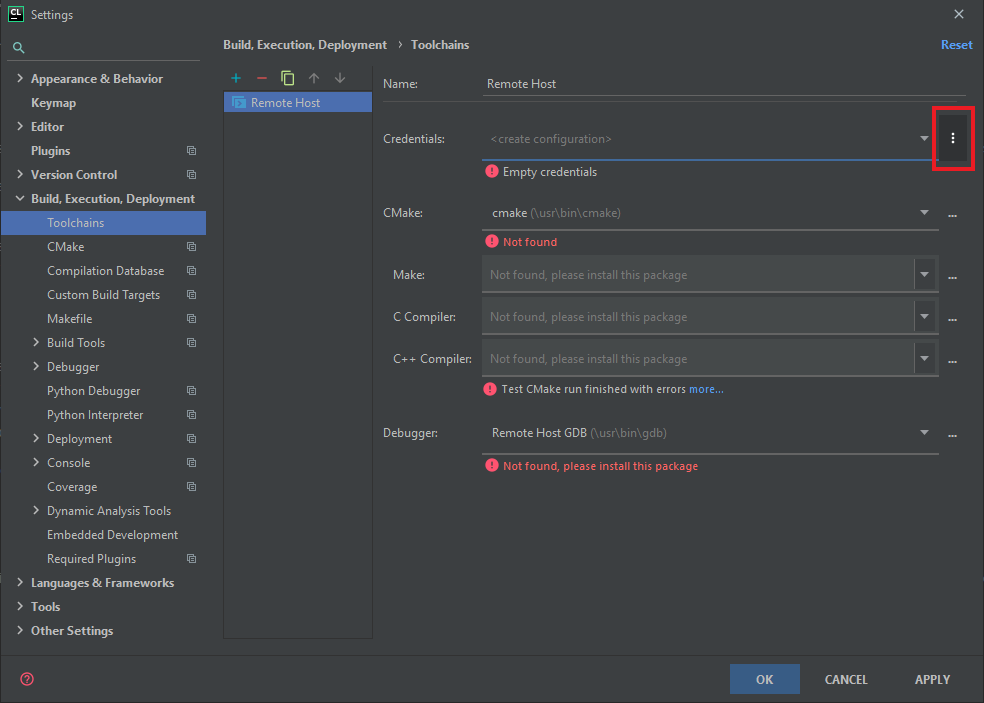 CL Settings
Build, Execution, Deployment › Toolchains Reset
Appearance & Behavior
Keymap
Editor
Plugins
Version Control
Build, Execution, Deployment
Toolchains
CMake
Compilation Database
Custom Build Targets
Makefile
Build Tools
Debugger
Python Debugger
Python Interpreter
Deployment
Console
Coverage
Dynamic Analysis Tools
Embedded Development
Required Plugins
Languages & Frameworks
Tools
Other Settings
Remote Host
Name: Remote Host
Credentials: <create configuration>
Empty credentials
CMake: cmake (\usr\bin\cmake) ...
Not found
Make: Not found, please install this package ...
C Compiler: Not found, please install this package ...
C++ Compiler: Not found, please install this package ...
Test CMake run finished with errors more...
Debugger: Remote Host GDB (\usr\bin\gdb) ...
Not found, please install this package
? OK CANCEL APPLY